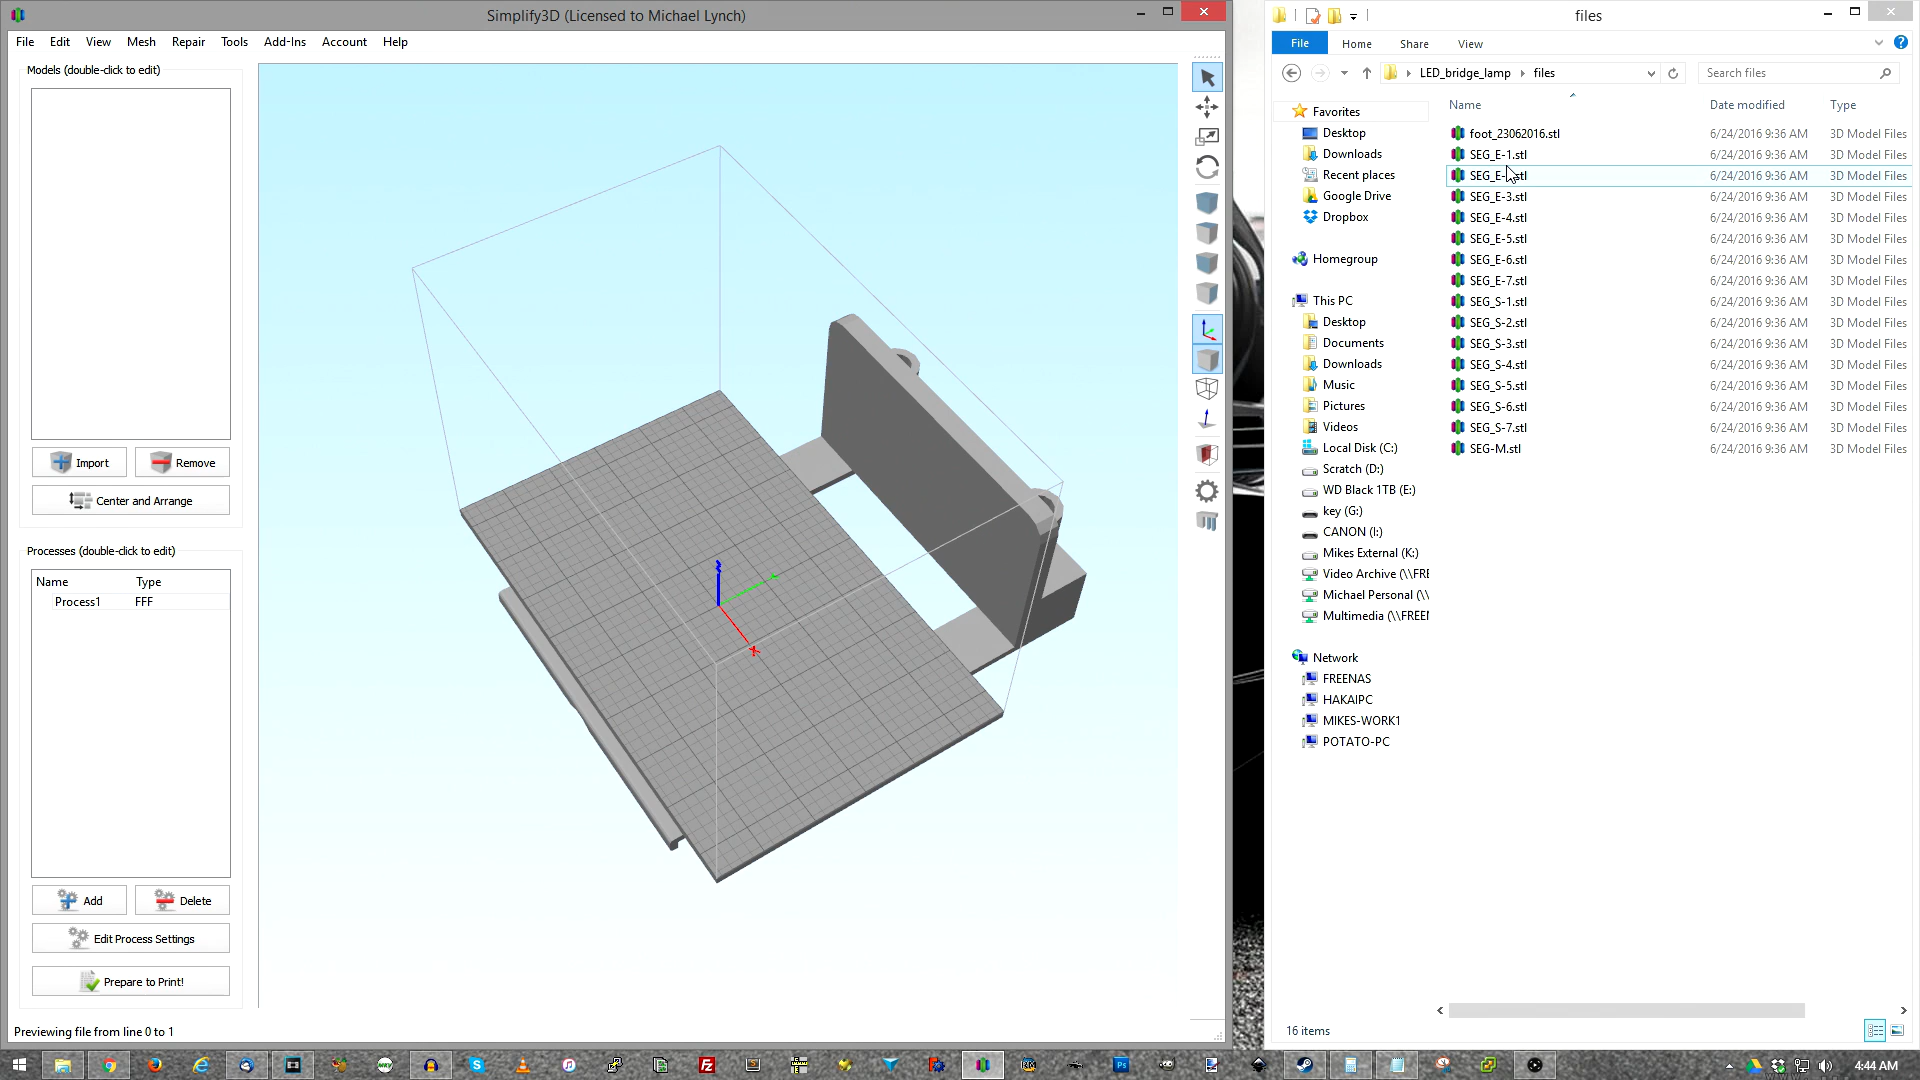 Simplify3D (Licensed to Michael Lynch)
File Edit View Mesh Repair Tools Add-Ins Account Help
Models (double-click to edit)
Import
Remove
Center and Arrange
Processes (double-click to edit)
Name Type
Process1 FFF
Add
Delete
Edit Process Settings
Prepare to Print!
Previewing file from line 0 to 1
files
File Home Share View
LED_bridge_lamp files
Search files
Name Date modified Type
foot_23062016.stl 6/24/2016 9:36 AM 3D Model Files
SEG_E-1.stl 6/24/2016 9:36 AM 3D Model Files
6/24/2016 9:36 AM 3D Model Files
SEG_E-3.stl 6/24/2016 9:36 AM 3D Model Files
SEG_E-4.stl 6/24/2016 9:36 AM 3D Model Files
SEG_E-5.stl 6/24/2016 9:36 AM 3D Model Files
SEG_E-6.stl 6/24/2016 9:36 AM 3D Model Files
SEG_E-7.stl 6/24/2016 9:36 AM 3D Model Files
SEG_S-1.stl 6/24/2016 9:36 AM 3D Model Files
SEG_S-2.stl 6/24/2016 9:36 AM 3D Model Files
SEG_S-3.stl 6/24/2016 9:36 AM 3D Model Files
SEG_S-4.stl 6/24/2016 9:36 AM 3D Model Files
SEG_S-5.stl 6/24/2016 9:36 AM 3D Model Files
SEG_S-6.stl 6/24/2016 9:36 AM 3D Model Files
SEG_S-7.stl 6/24/2016 9:36 AM 3D Model Files
SEG-M.stl 6/24/2016 9:36 AM 3D Model Files
Favorites
Desktop
Downloads
Recent places
Google Drive
Dropbox
Homegroup
This PC
Desktop
Documents
Downloads
Music
Pictures
Videos
Local Disk (C:)
Scratch (D:)
WD Black 1TB (E:)
key (G:)
CANON (I:)
Mikes External (K:)
Video Archive (\\FRE
Michael Personal (\\
Multimedia (\\FREEN
Network
FREENAS
HAKAIPC
MIKES-WORK1
POTATO-PC
16 items
4:44 AM